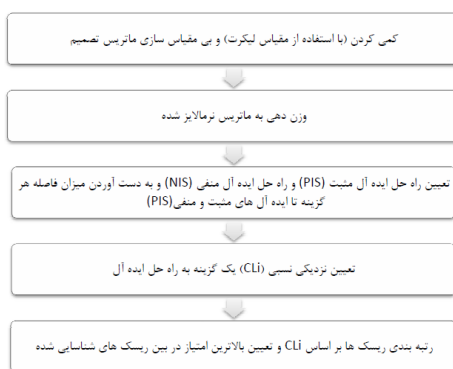 کمی کردن (با استفاده از مقیاس لیکرت) و بی مقیاس سازی ماتریس تصمیم
وزن دهی به ماتریس نرمالایز شده
تعیین راه حل ایده آل مثبت (PIS) و راه حل ایده آل منفی (NIS) و به دست آوردن میزان فاصله هر
گزینه تا ایده آل های مثبت و منفی(PIS)
تعیین نزدیکی نسبی (CLi) یک گزینه به راه حل ایده آل
رتبه بندی ریسک ها بر اساس CLi و تعیین بالاترین امتیاز در بین ریسک های شناسایی شده